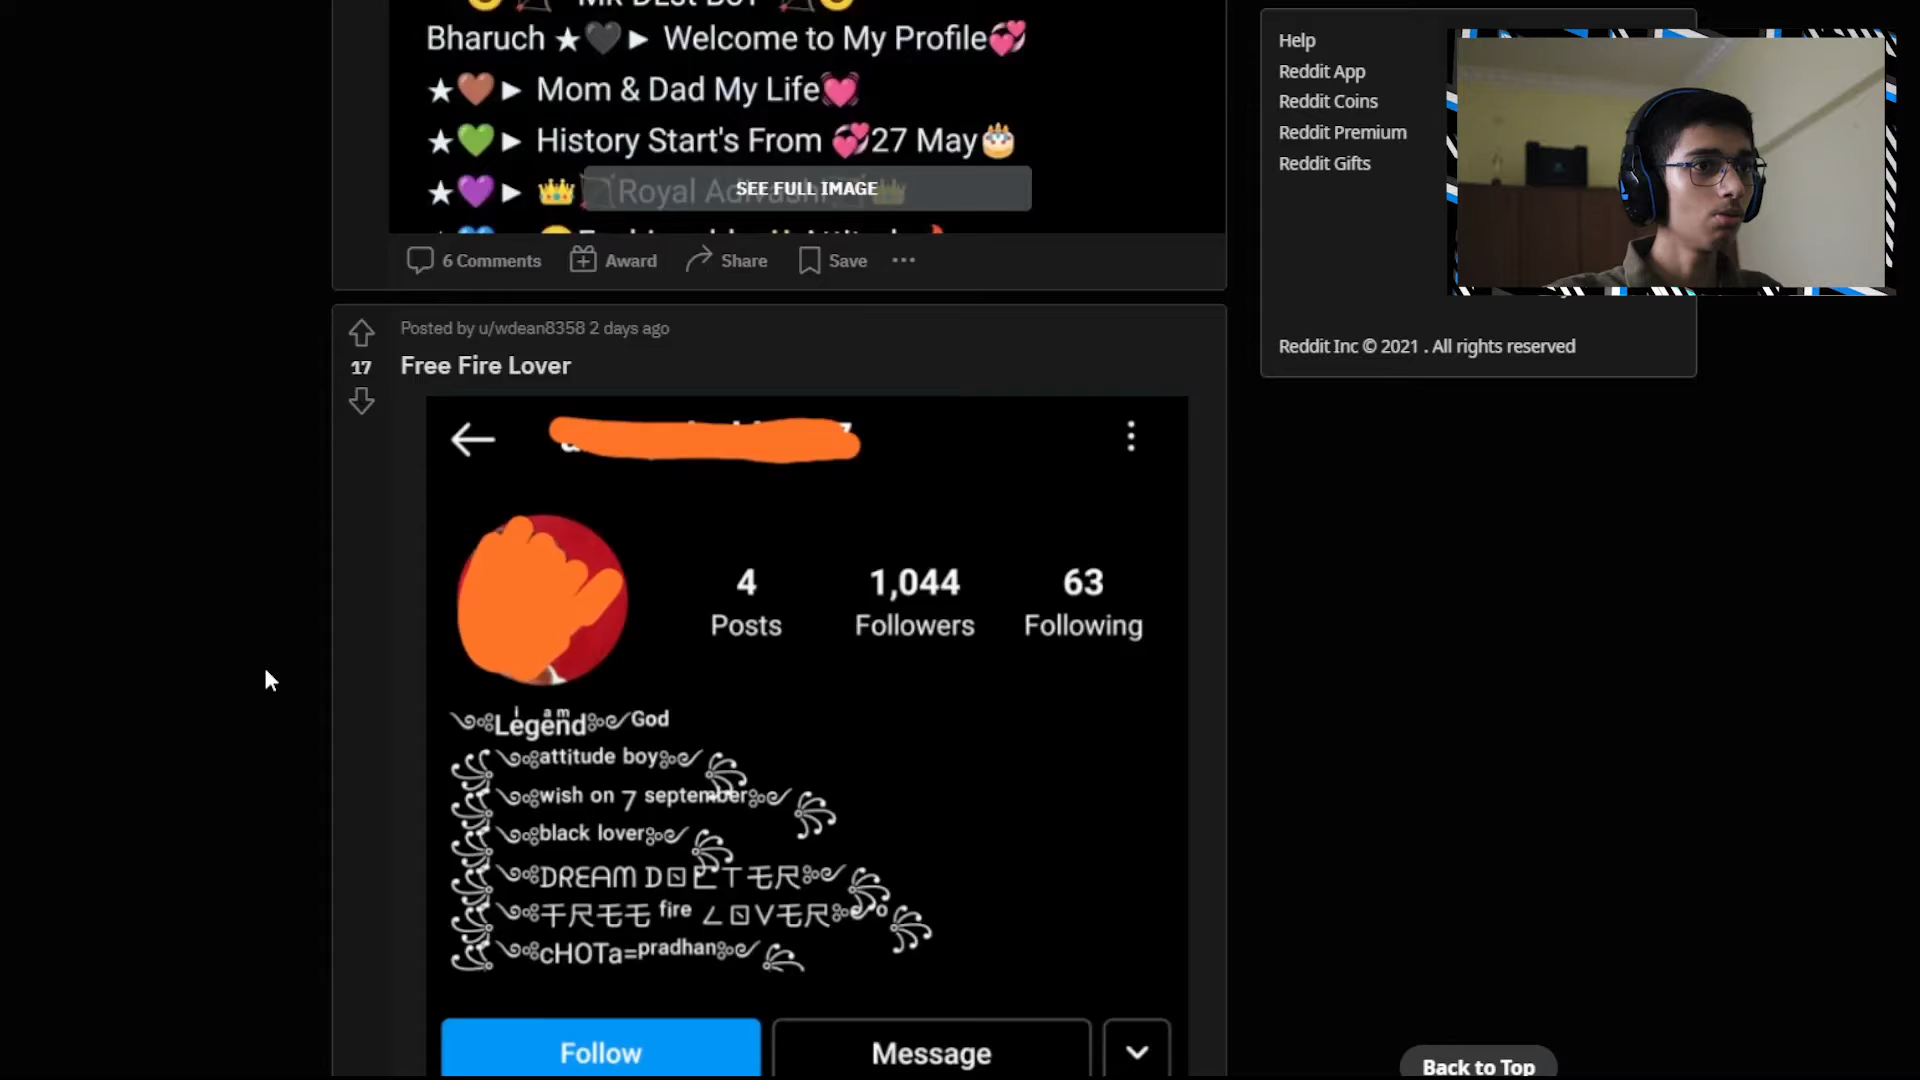 Bharuch ★🖤► Welcome to My Profile💞
★🤎► Mom & Dad My Life💓
★💚► History Start's From 💞27 May🎂
★💜► 👑🏹Royal Adivashi🏹👑
SEE FULL IMAGE
6 Comments Award Share Save •••
Posted by u/wdean8358 2 days ago
17
Free Fire Lover
4 1,044 63
Posts Followers Following
Legend i am God
attitude boy
wish on 7 september
black lover
DREAM D
fire
cHOTa=pradhan
Follow Message
Help
Reddit App
Reddit Coins
Reddit Premium
Reddit Gifts
Reddit Inc © 2021 . All rights reserved
Back to Top